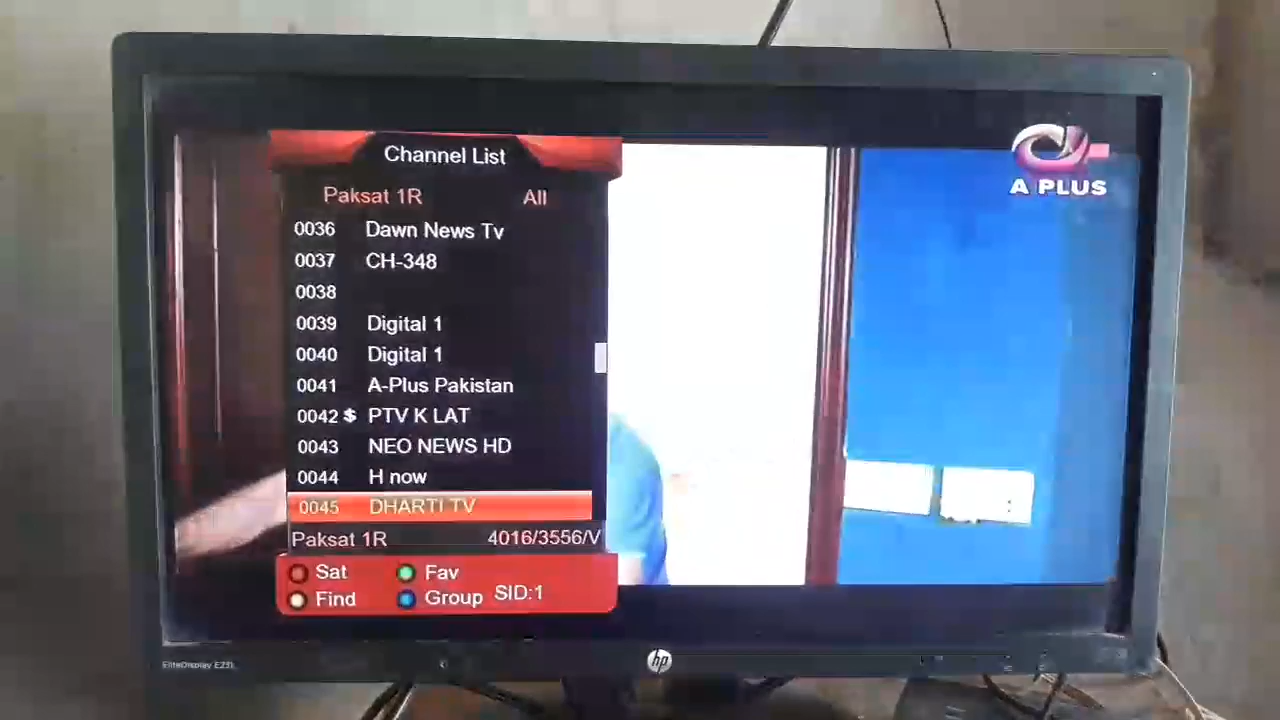 Channel List
Paksat 1R All
0036 Dawn News Tv
0037 CH-348
0038
0039 Digital 1
0040 Digital 1
0041 A-Plus Pakistan
0042 $ PTV K LAT
0043 NEO NEWS HD
0044 H now
0045 DHARTI TV
Paksat 1R 4016/3556/V
Sat Fav
Find Group SID:1
A PLUS
EliteDisplay E231
hp